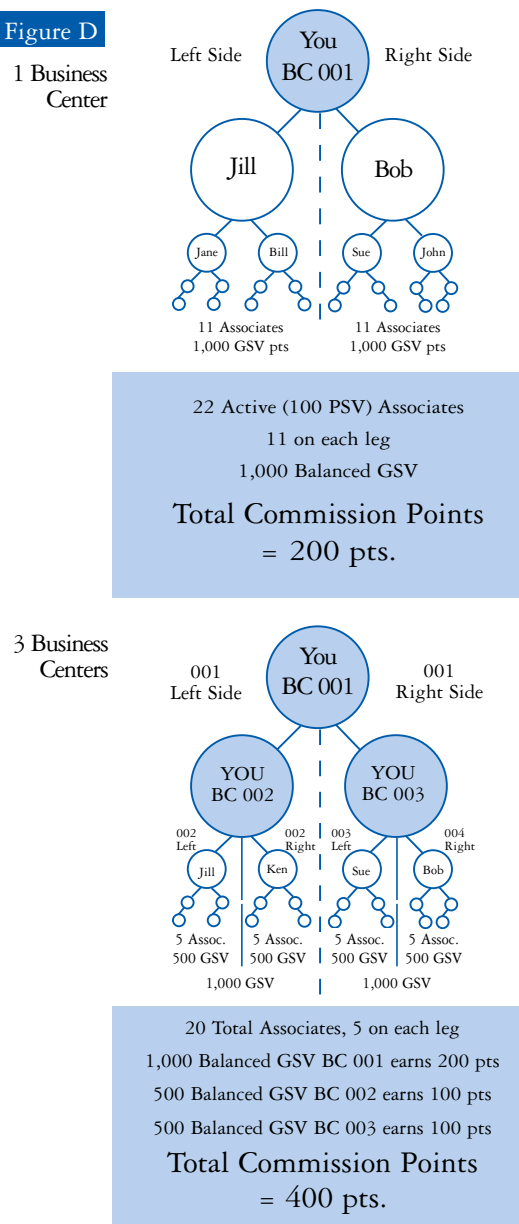 Figure D
1 Business
Center
Left Side
You
BC 001
Right Side
Jill
Bob
Jane
Bill
Sue
John
11 Associates
1,000 GSV pts
11 Associates
1,000 GSV pts
22 Active (100 PSV) Associates
11 on each leg
1,000 Balanced GSV
Total Commission Points
= 200 pts.
3 Business
Centers
001
Left Side
You
BC 001
001
Right Side
YOU
BC 002
YOU
BC 003
002
Left
002
Right
003
Left
004
Right
Jill
Ken
Sue
Bob
5 Assoc.
500 GSV
5 Assoc.
500 GSV
5 Assoc.
500 GSV
5 Assoc.
500 GSV
1,000 GSV
1,000 GSV
20 Total Associates, 5 on each leg
1,000 Balanced GSV BC 001 earns 200 pts
500 Balanced GSV BC 002 earns 100 pts
500 Balanced GSV BC 003 earns 100 pts
Total Commission Points
= 400 pts.